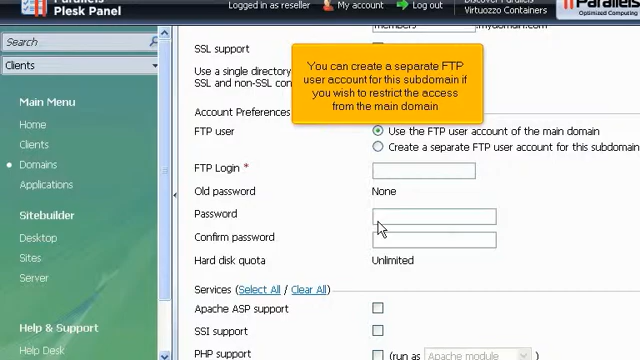 Parallels
Plesk Panel
Logged in as reseller
My account
Log out
Discover Parallels
Virtuozzo Containers
Parallels
Optimized Computing
Search
Clients
Main Menu
Home
Clients
Domains
Applications
Sitebuilder
Desktop
Sites
Server
Help & Support
Help Desk
members
.mydomain.com
SSL support
Use a single directory
SSL and non-SSL con
You can create a separate FTP
user account for this subdomain if
you wish to restrict the access
from the main domain
Account Preferences
FTP user
Use the FTP user account of the main domain
Create a separate FTP user account for this subdomain
FTP Login *
Old password
None
Password
Confirm password
Hard disk quota
Unlimited
Services (Select All / Clear All)
Apache ASP support
SSI support
PHP support
(run as Apache module )